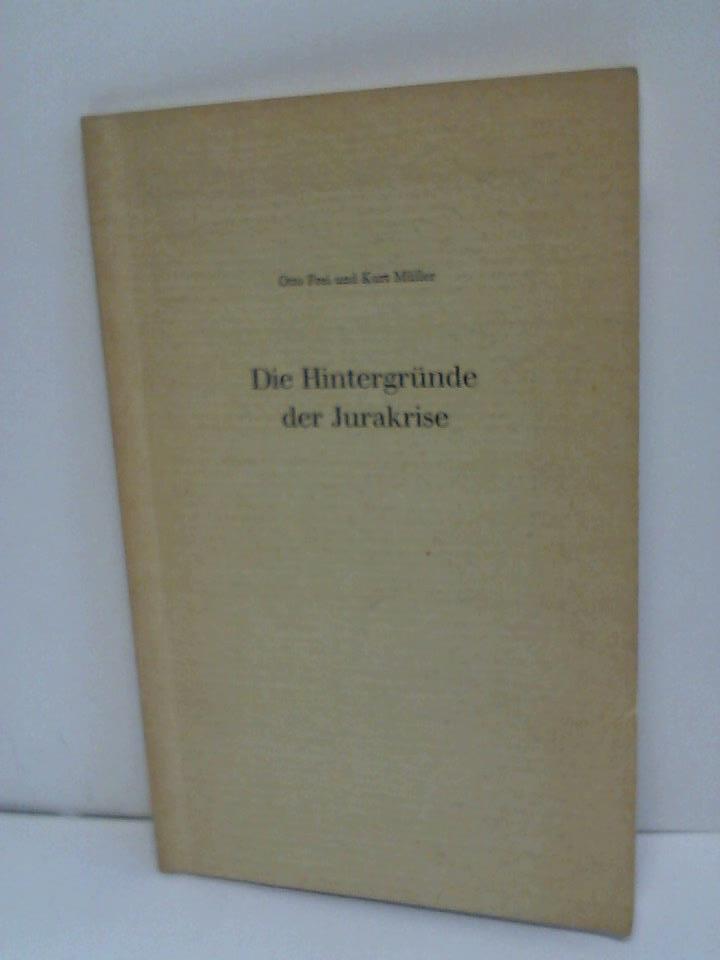 Otto Frei und Kurt Müller
Die Hintergründe
der Jurakrise